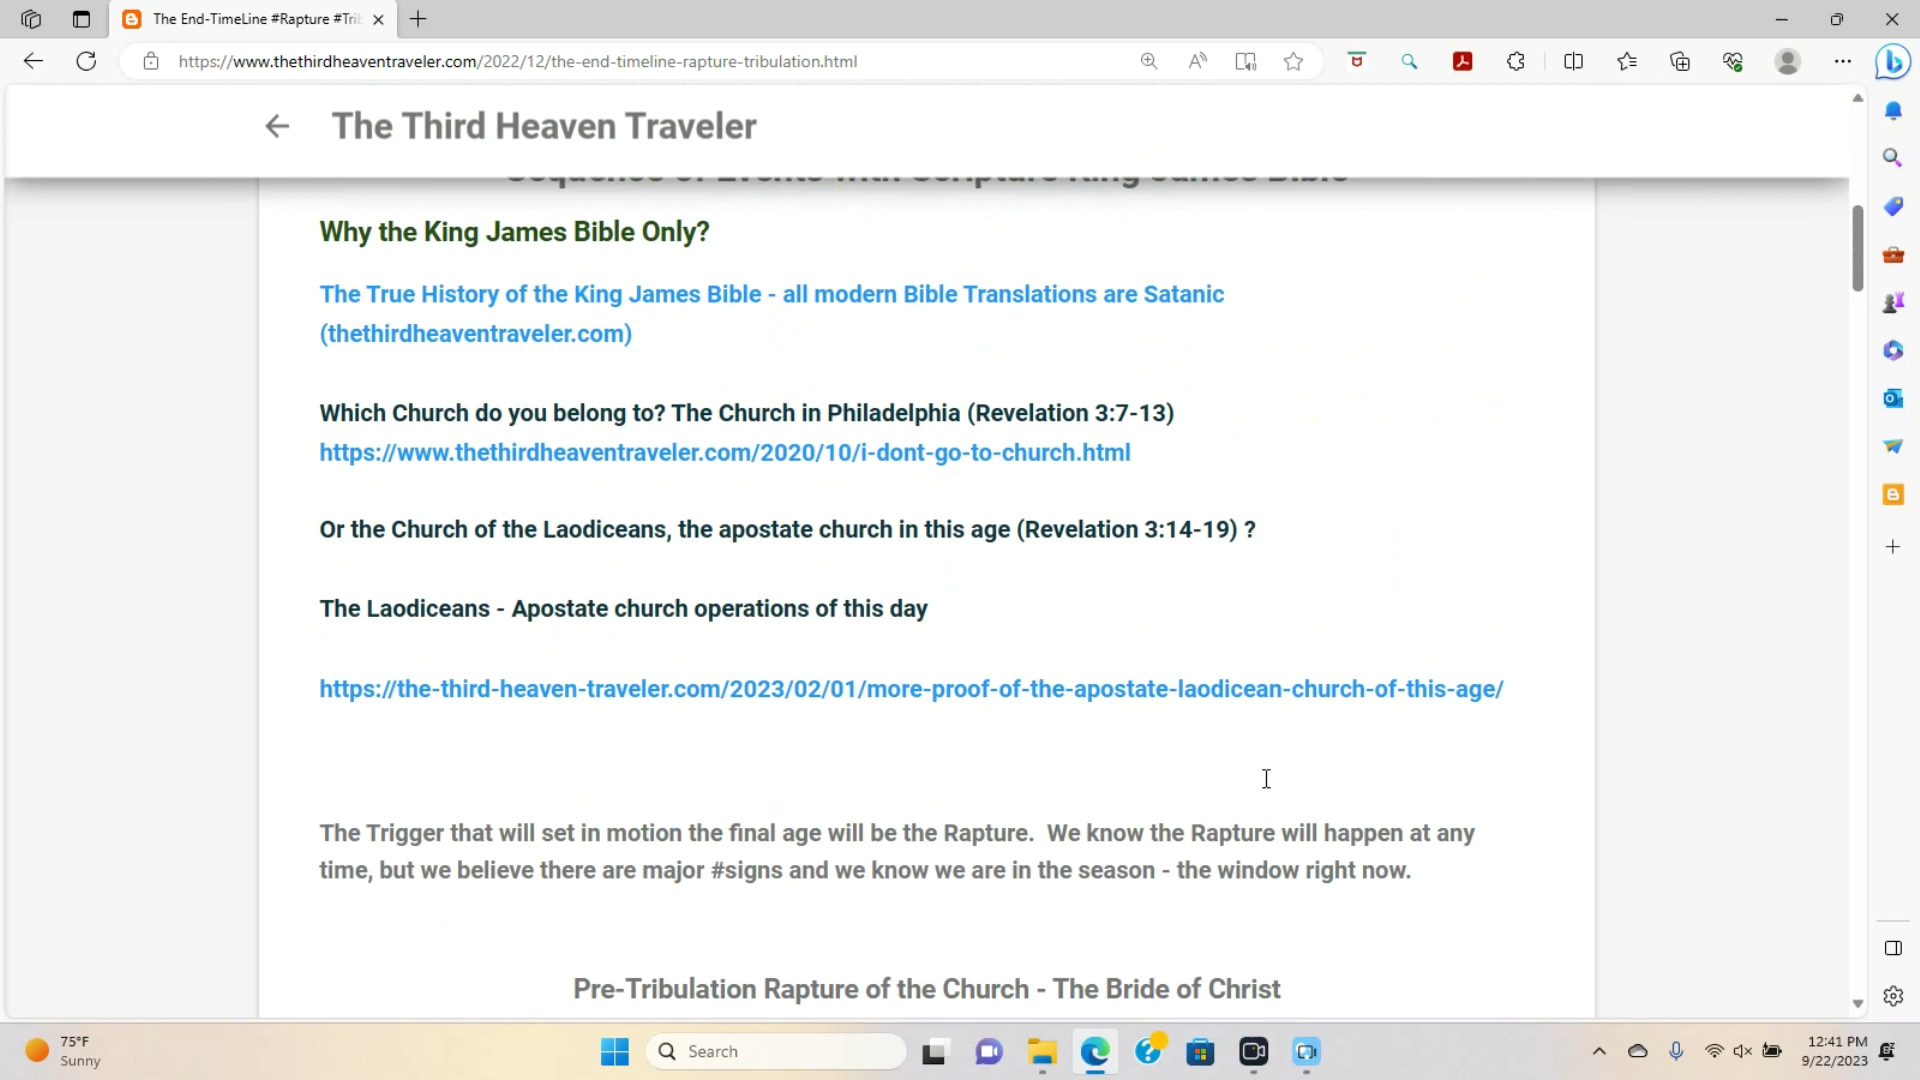 The End-TimeLine #Rapture #Tri
https://www.thethirdheaventraveler.com/2022/12/the-end-timeline-rapture-tribulation.html
The Third Heaven Traveler
Sequence of Events with Scripture King James Bible
Why the King James Bible Only?
The True History of the King James Bible - all modern Bible Translations are Satanic
(thethirdheaventraveler.com)
Which Church do you belong to? The Church in Philadelphia (Revelation 3:7-13)
https://www.thethirdheaventraveler.com/2020/10/i-dont-go-to-church.html
Or the Church of the Laodiceans, the apostate church in this age (Revelation 3:14-19) ?
The Laodiceans - Apostate church operations of this day
https://the-third-heaven-traveler.com/2023/02/01/more-proof-of-the-apostate-laodicean-church-of-this-age/
The Trigger that will set in motion the final age will be the Rapture.  We know the Rapture will happen at any
time, but we believe there are major #signs and we know we are in the season - the window right now.
Pre-Tribulation Rapture of the Church - The Bride of Christ
75°F
Sunny
Search
12:41 PM
9/22/2023